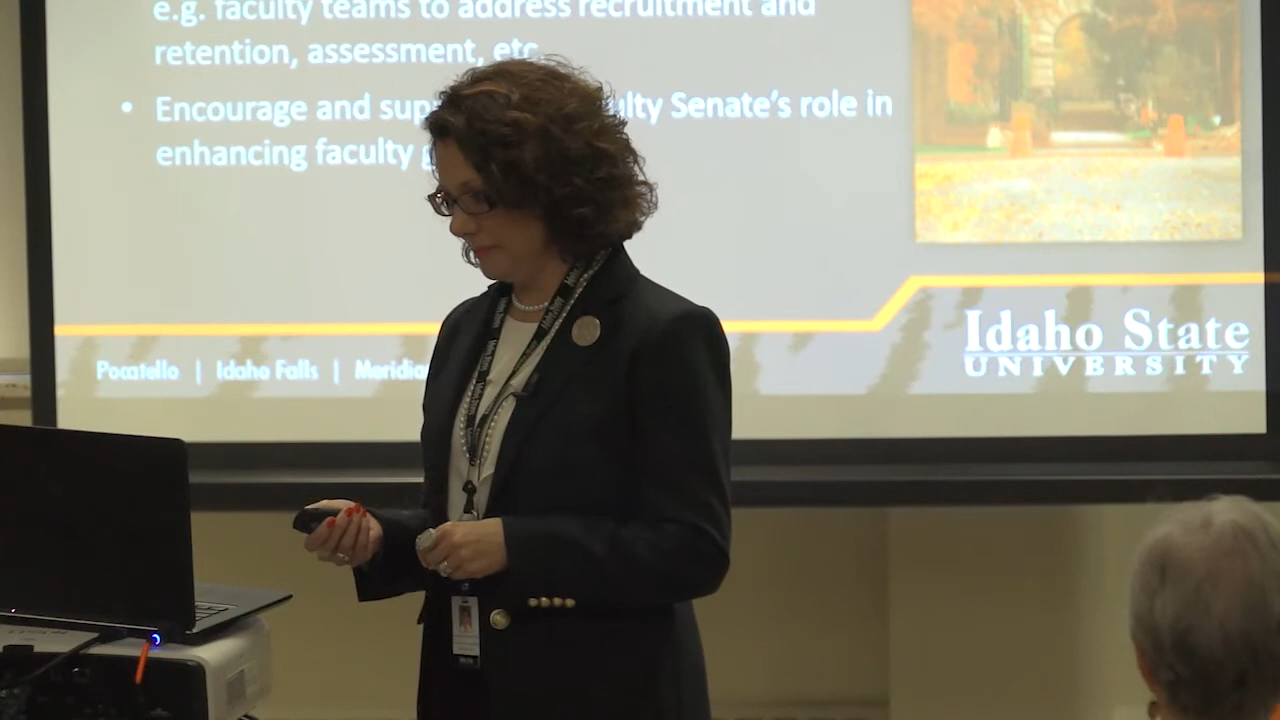 e.g. faculty teams to address recruitment and
retention, assessment, etc
• Encourage and sup ulty Senate's role in
enhancing faculty g
Pocatello | Idaho Falls | Meridia
Idaho State
UNIVERSITY